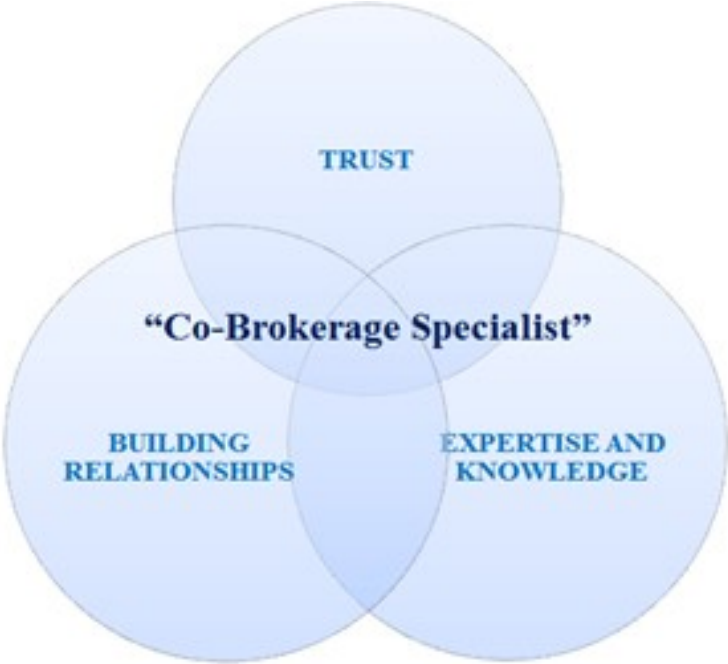 TRUST
“Co-Brokerage Specialist”
BUILDING
RELATIONSHIPS
EXPERTISE AND
KNOWLEDGE